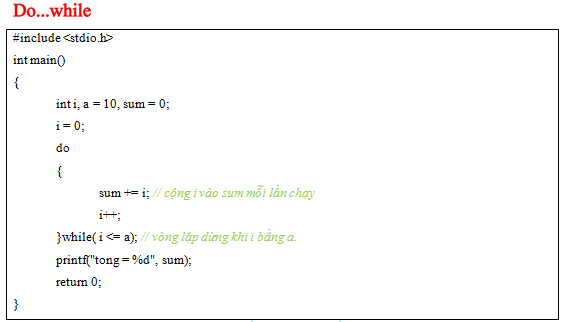 Do...while
#include <stdio.h>
int main()
{
int i, a = 10, sum = 0;
i = 0;
do
{
sum += i; // cộng i vào sum mỗi lần chạy
i++;
}while( i <= a); // vòng lặp dừng khi i bằng a.
printf("tong = %d", sum);
return 0;
}